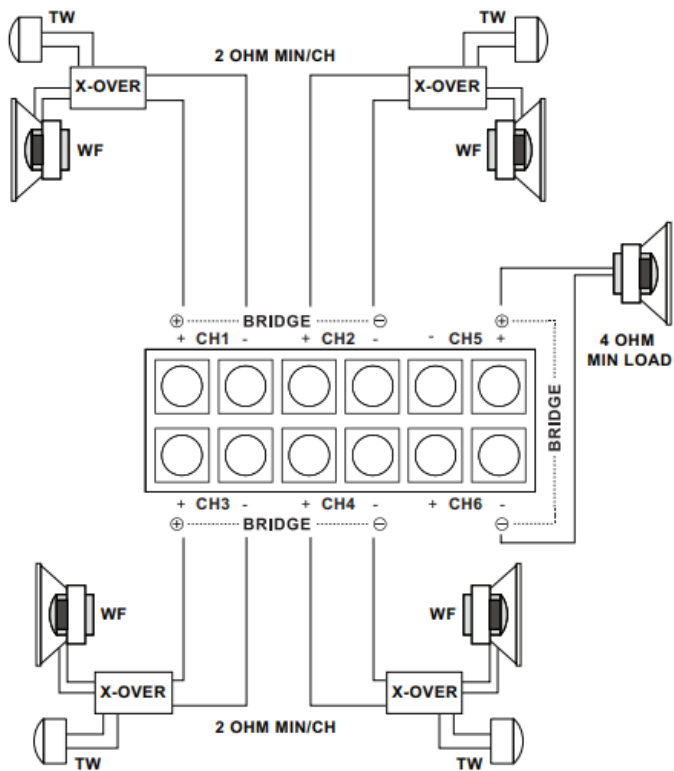 TW
TW
2 OHM MIN/CH
X-OVER
X-OVER
WF
WF
⊕ BRIDGE ⊖ ⊕
+ CH1 - + CH2 - - CH5 +
4 OHM
MIN LOAD
BRIDGE
+ CH3 - + CH4 - + CH6 -
⊕ BRIDGE ⊖ ⊖
WF
WF
X-OVER
X-OVER
2 OHM MIN/CH
TW
TW